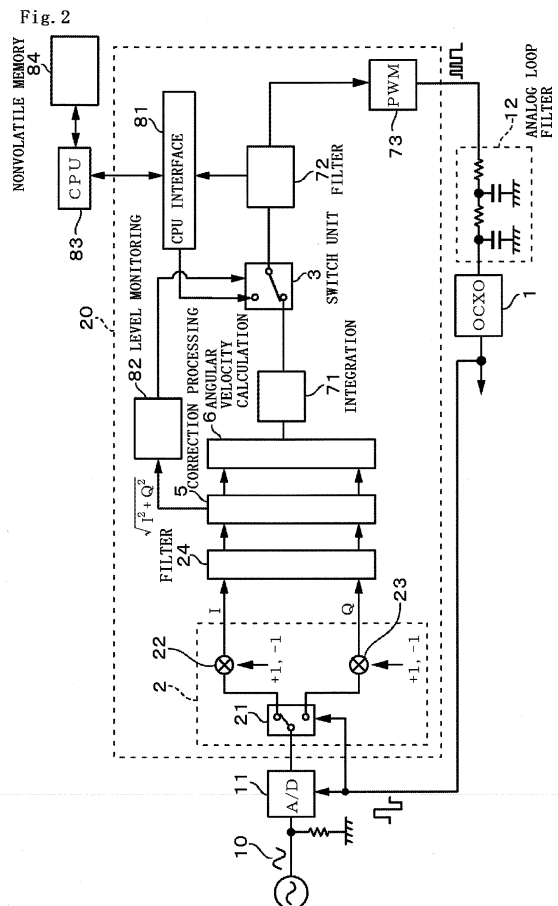 Fig. 2
NONVOLATILE MEMORY
84
CPU
83
81
CPU INTERFACE
20
LEVEL MONITORING
82
CORRECTION PROCESSING
6
ANGULAR
VELOCITY
CALCULATION
5
√I²+Q²
FILTER
24
72
FILTER
3
SWITCH UNIT
71
INTEGRATION
PWM
73
ANALOG LOOP
FILTER
12
OCXO
1
I
Q
22
23
+1, -1
+1, -1
2
21
11
A/D
10